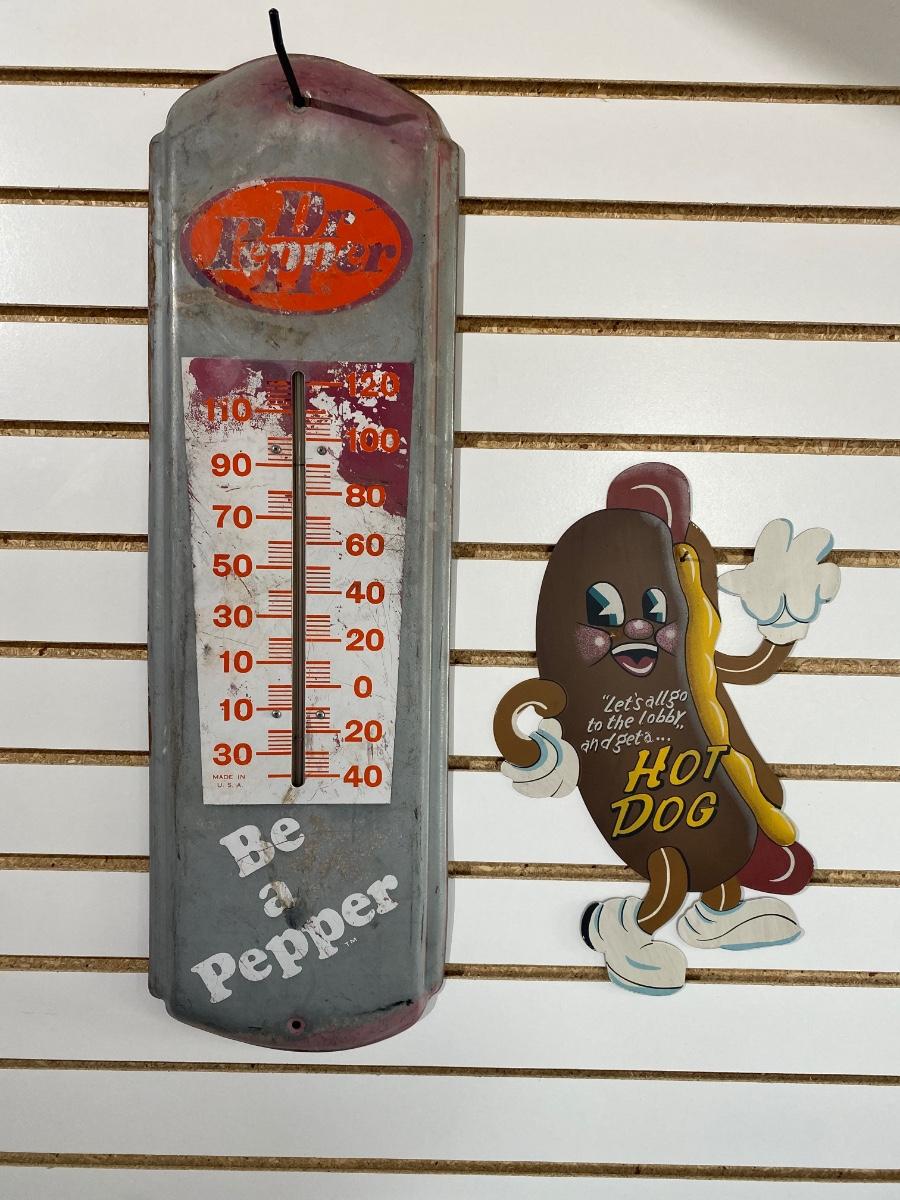 Dr
Pepper
120
110
100
90
80
70
60
50
40
30
20
10
0
10
20
30
40
MADE IN
U.S.A.
Be
a
Pepper
TM
"Let's all go
to the lobby,
and get a...
HOT
DOG